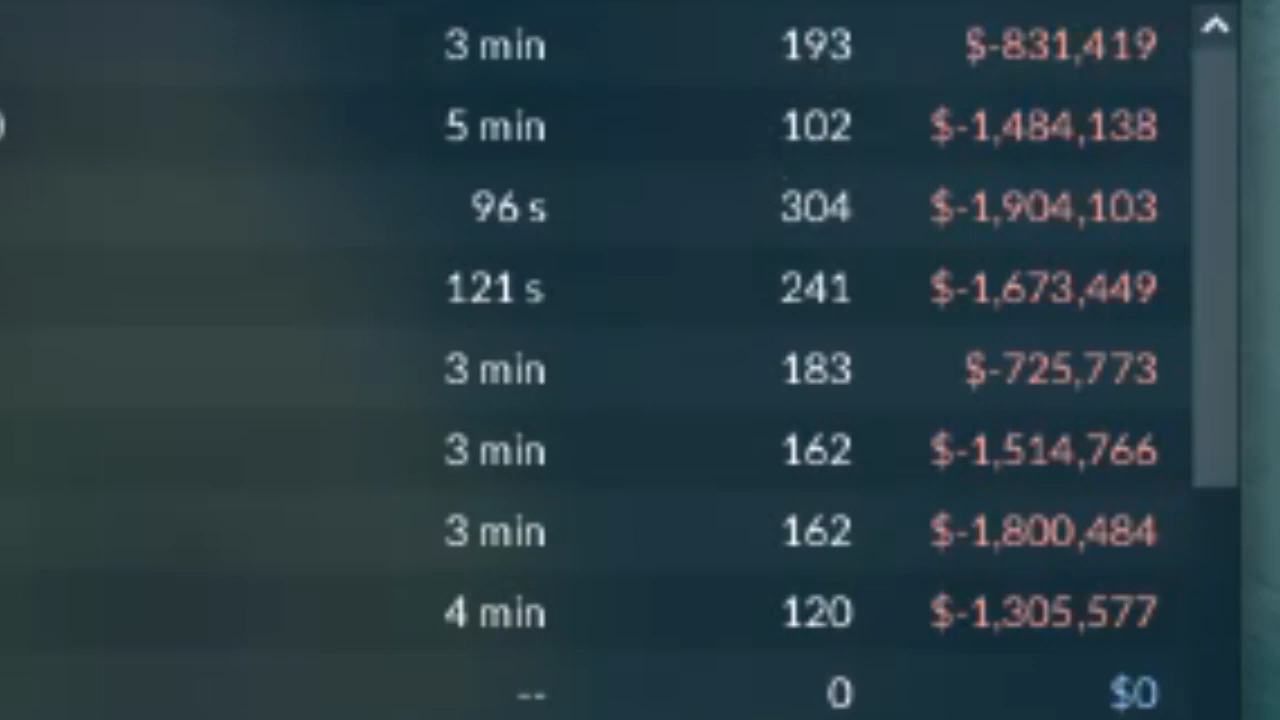 3 min 193 $-831,419
) 5 min 102 $-1,484,138
96 s 304 $-1,904,103
121 s 241 $-1,673,449
3 min 183 $-725,773
3 min 162 $-1,514,766
3 min 162 $-1,800,484
4 min 120 $-1,305,577
-- 0 $0